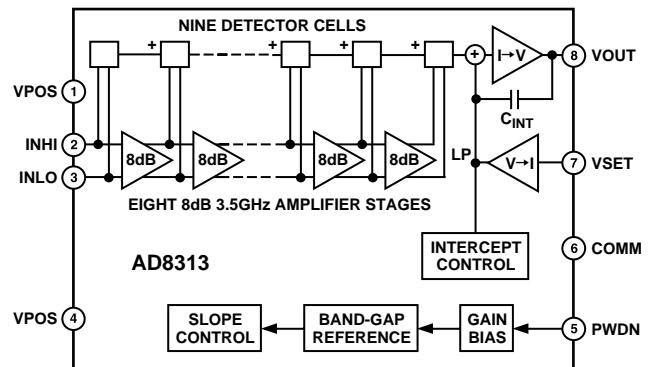 NINE DETECTOR CELLS
+
+
+
+
+
I→V
8
VOUT
VPOS
1
CINT
INHI
2
8dB
8dB
8dB
8dB
LP
V→I
7
VSET
INLO
3
EIGHT 8dB 3.5GHz AMPLIFIER STAGES
INTERCEPT
CONTROL
6
COMM
AD8313
VPOS
4
SLOPE
CONTROL
BAND-GAP
REFERENCE
GAIN
BIAS
5
PWDN